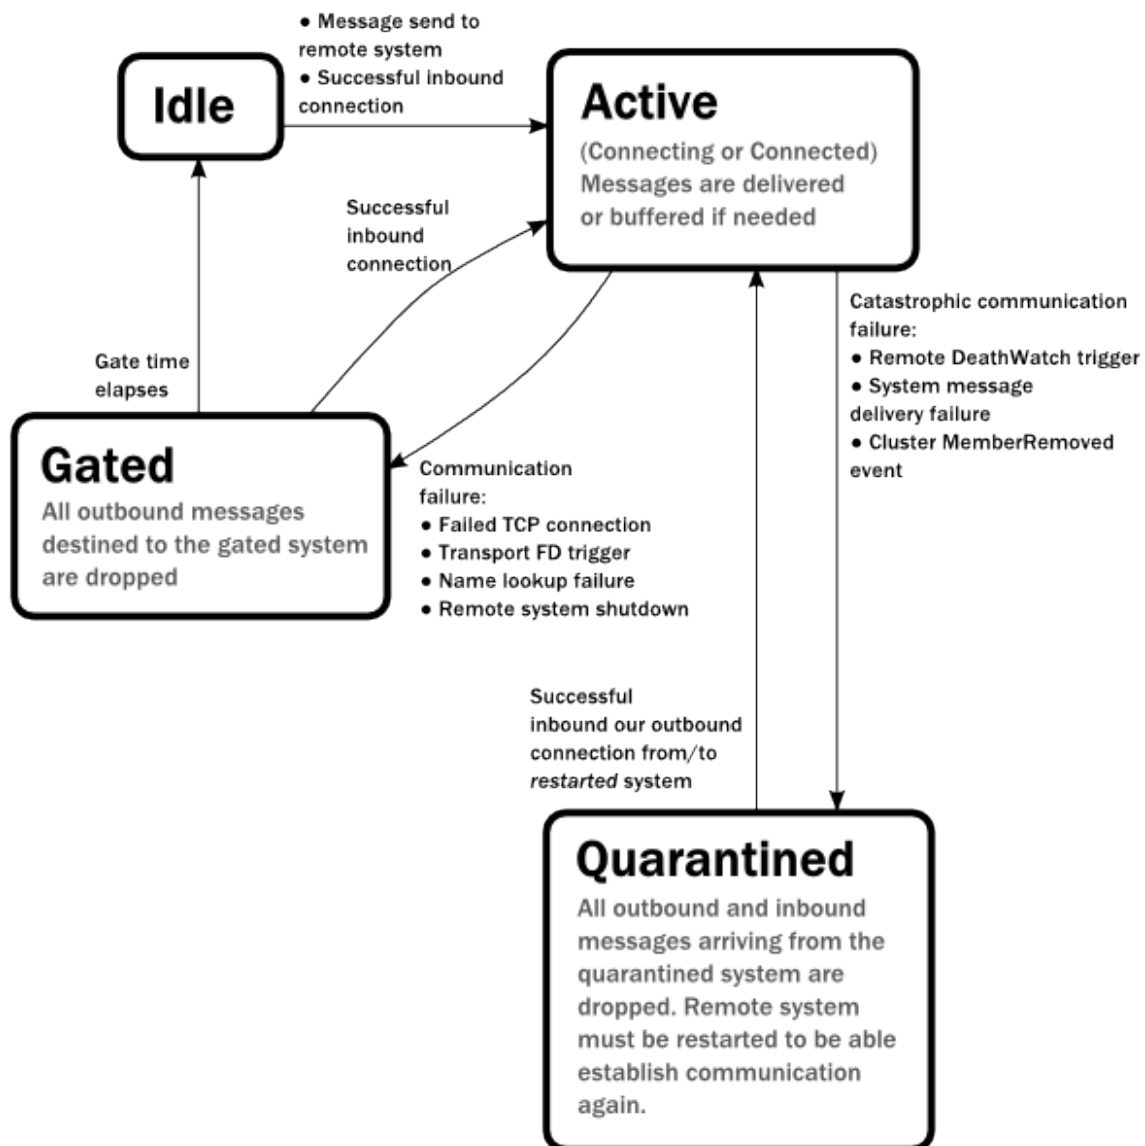 ● Message send to
remote system
● Successful inbound
connection
Idle
Active
(Connecting or Connected)
Messages are delivered
or buffered if needed
Successful
inbound
connection
Gate time
elapses
Catastrophic communication
failure:
● Remote DeathWatch trigger
● System message
delivery failure
● Cluster MemberRemoved
event
Gated
All outbound messages
destined to the gated system
are dropped
Communication
failure:
● Failed TCP connection
● Transport FD trigger
● Name lookup failure
● Remote system shutdown
Successful
inbound our outbound
connection from/to
restarted system
Quarantined
All outbound and inbound
messages arriving from the
quarantined system are
dropped. Remote system
must be restarted to be able
establish communication
again.